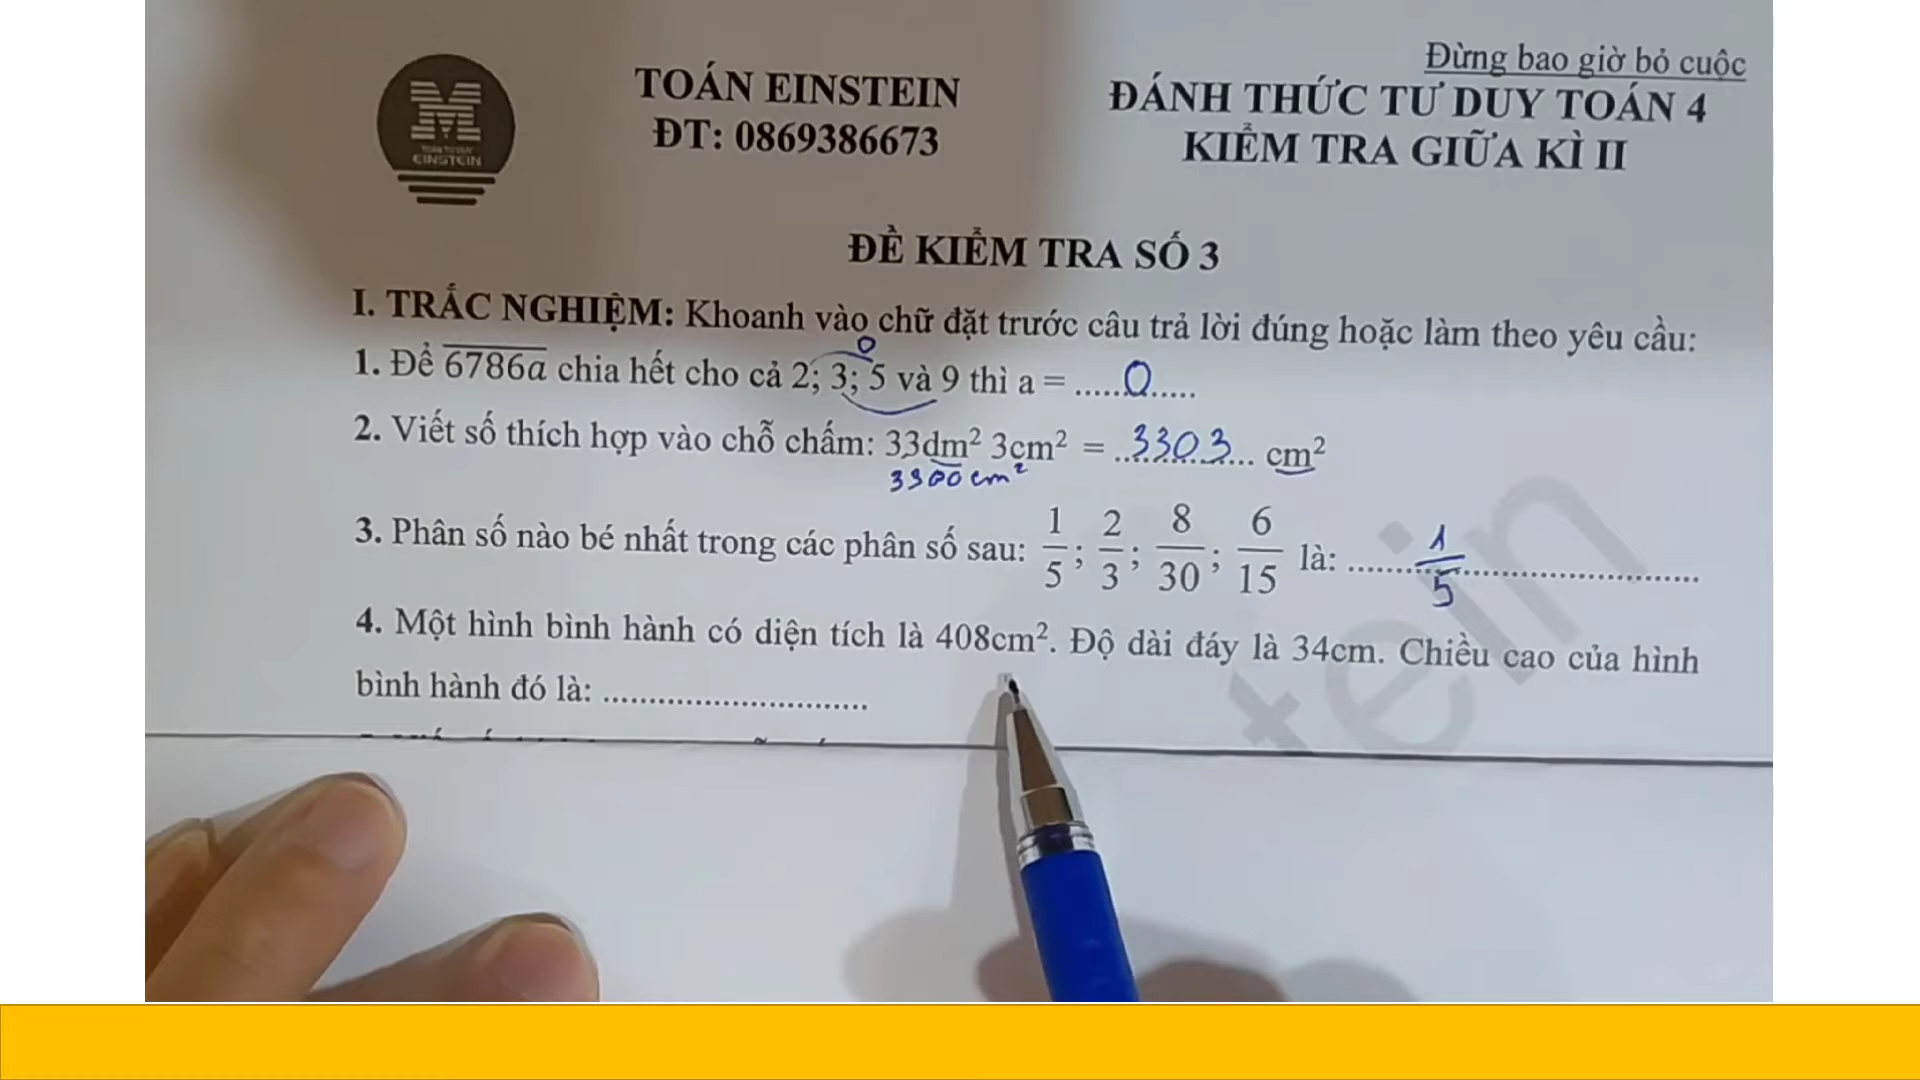 Đừng bao giờ bỏ cuộc
TOÁN EINSTEIN
ĐÁNH THỨC TƯ DUY TOÁN 4
ĐT: 0869386673
KIỂM TRA GIỮA KÌ II
M
EINSTEIN
ĐỀ KIỂM TRA SỐ 3
I. TRẮC NGHIỆM: Khoanh vào chữ đặt trước câu trả lời đúng hoặc làm theo yêu cầu:
0
1. Để 6786a chia hết cho cả 2; 3; 5 và 9 thì a = ......0......
2. Viết số thích hợp vào chỗ chấm: 33dm² 3cm² = ..3303.... cm²
3300cm²
3. Phân số nào bé nhất trong các phân số sau: 1/5; 2/3; 8/30; 6/15 là: ........1/5........................
4. Một hình bình hành có diện tích là 408cm². Độ dài đáy là 34cm. Chiều cao của hình
bình hành đó là: ............................
tein